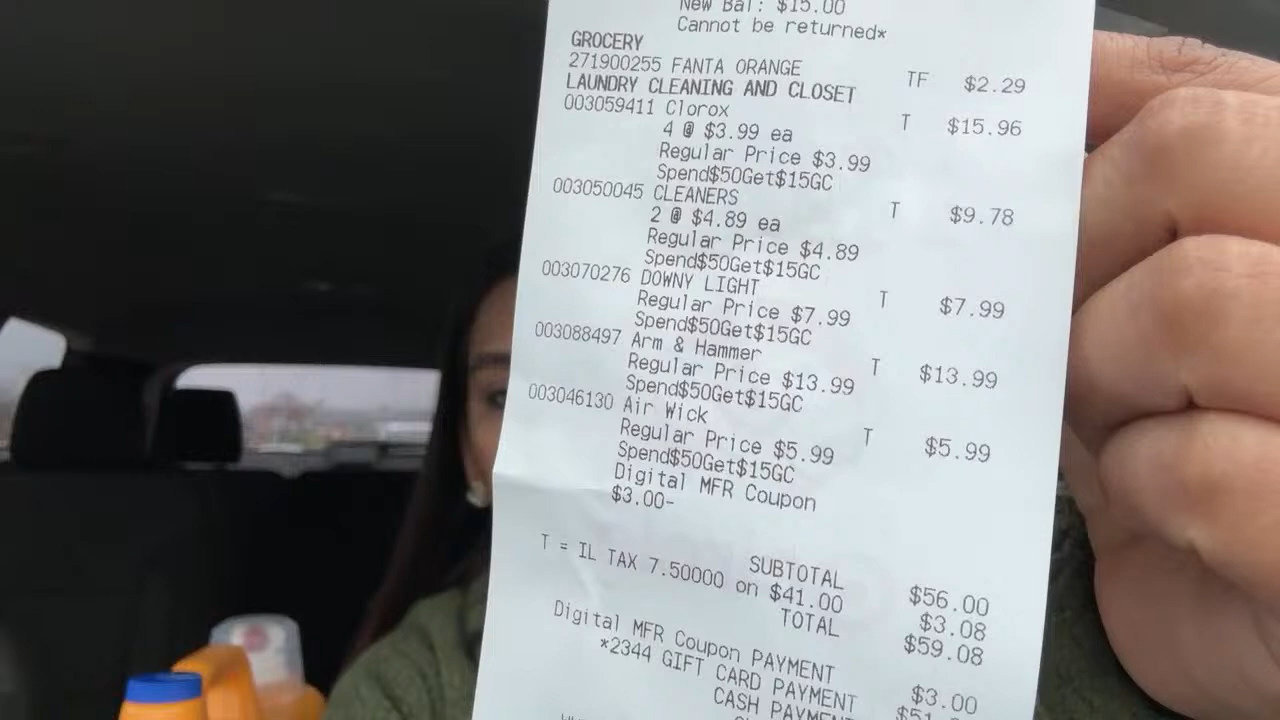 New Bal: $15.00
Cannot be returned*
GROCERY
271900255 FANTA ORANGE TF $2.29
LAUNDRY CLEANING AND CLOSET
003059411 Clorox T $15.96
4 @ $3.99 ea
Regular Price $3.99
Spend$50Get$15GC
003050045 CLEANERS T $9.78
2 @ $4.89 ea
Regular Price $4.89
Spend$50Get$15GC
003070276 DOWNY LIGHT T $7.99
Regular Price $7.99
Spend$50Get$15GC
003088497 Arm & Hammer T $13.99
Regular Price $13.99
Spend$50Get$15GC
003046130 Air Wick T $5.99
Regular Price $5.99
Spend$50Get$15GC
Digital MFR Coupon
$3.00-
SUBTOTAL $56.00
T = IL TAX 7.50000 on $41.00 $3.08
TOTAL $59.08
Digital MFR Coupon PAYMENT $3.00
*2344 GIFT CARD PAYMENT
CASH PAYMENT